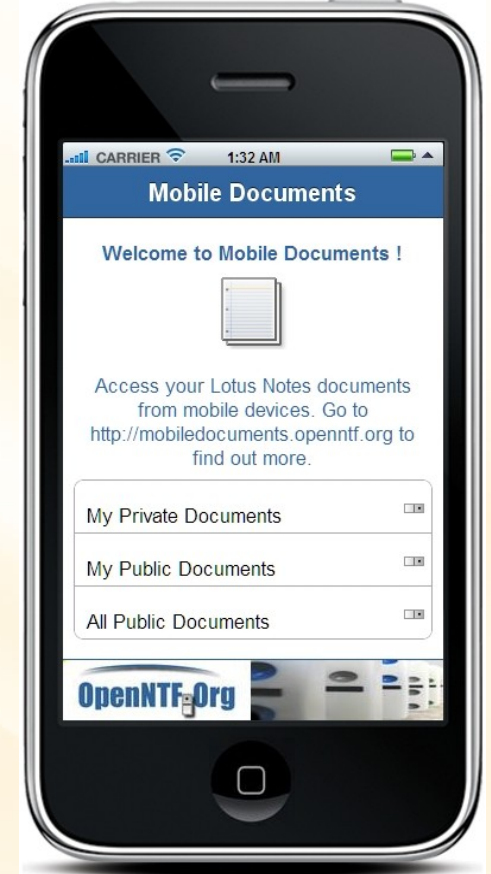 CARRIER 1:32 AM
Mobile Documents
Welcome to Mobile Documents !
Access your Lotus Notes documents
from mobile devices. Go to
http://mobiledocuments.openntf.org to
find out more.
My Private Documents
My Public Documents
All Public Documents
OpenNTF.Org